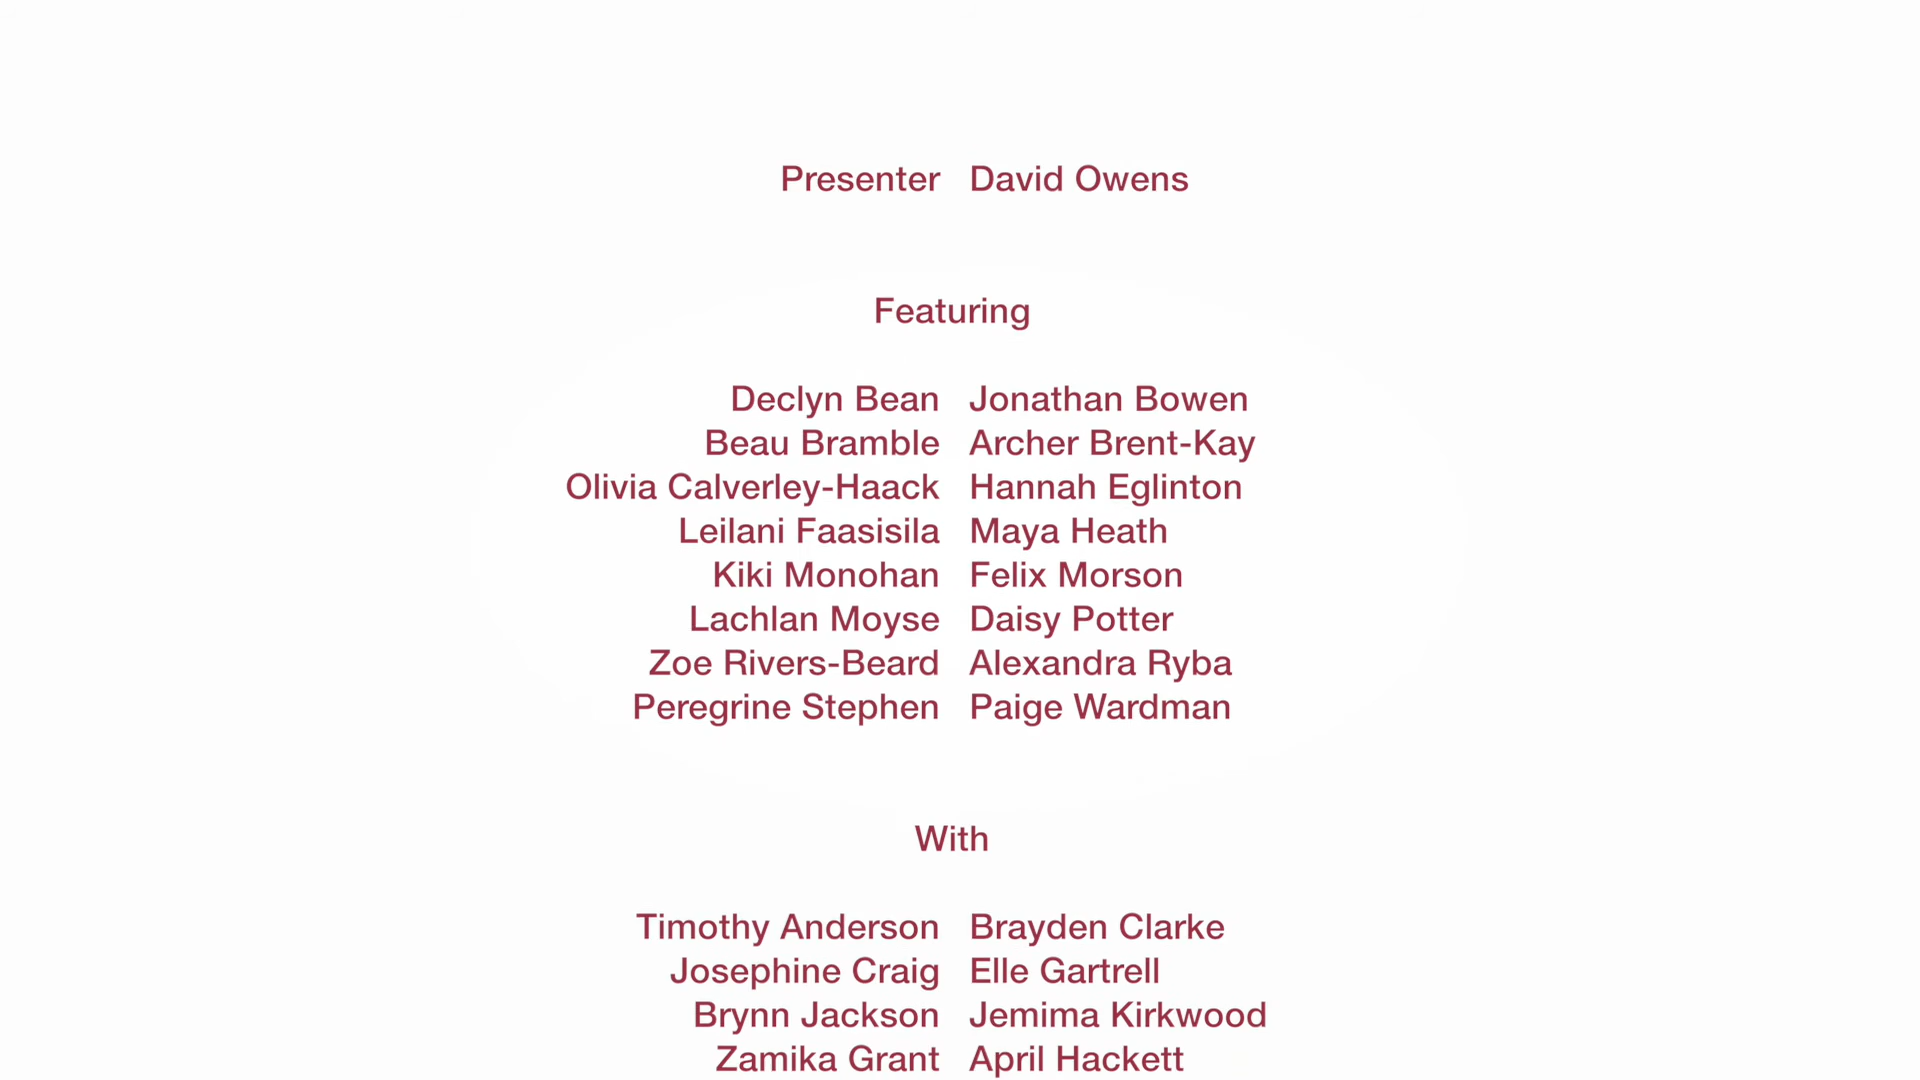 Presenter David Owens
Featuring
Declyn Bean Jonathan Bowen
Beau Bramble Archer Brent-Kay
Olivia Calverley-Haack Hannah Eglinton
Leilani Faasisila Maya Heath
Kiki Monohan Felix Morson
Lachlan Moyse Daisy Potter
Zoe Rivers-Beard Alexandra Ryba
Peregrine Stephen Paige Wardman
With
Timothy Anderson Brayden Clarke
Josephine Craig Elle Gartrell
Brynn Jackson Jemima Kirkwood
Zamika Grant April Hackett